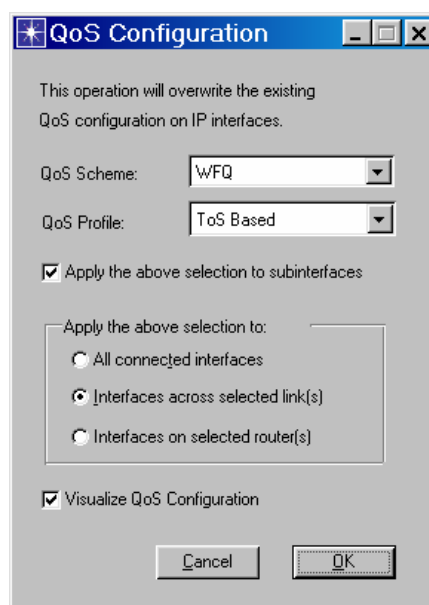 QoS Configuration
This operation will overwrite the existing
QoS configuration on IP interfaces.
QoS Scheme: WFQ
QoS Profile: ToS Based
Apply the above selection to subinterfaces
Apply the above selection to:
All connected interfaces
Interfaces across selected link(s)
Interfaces on selected router(s)
Visualize QoS Configuration
Cancel OK